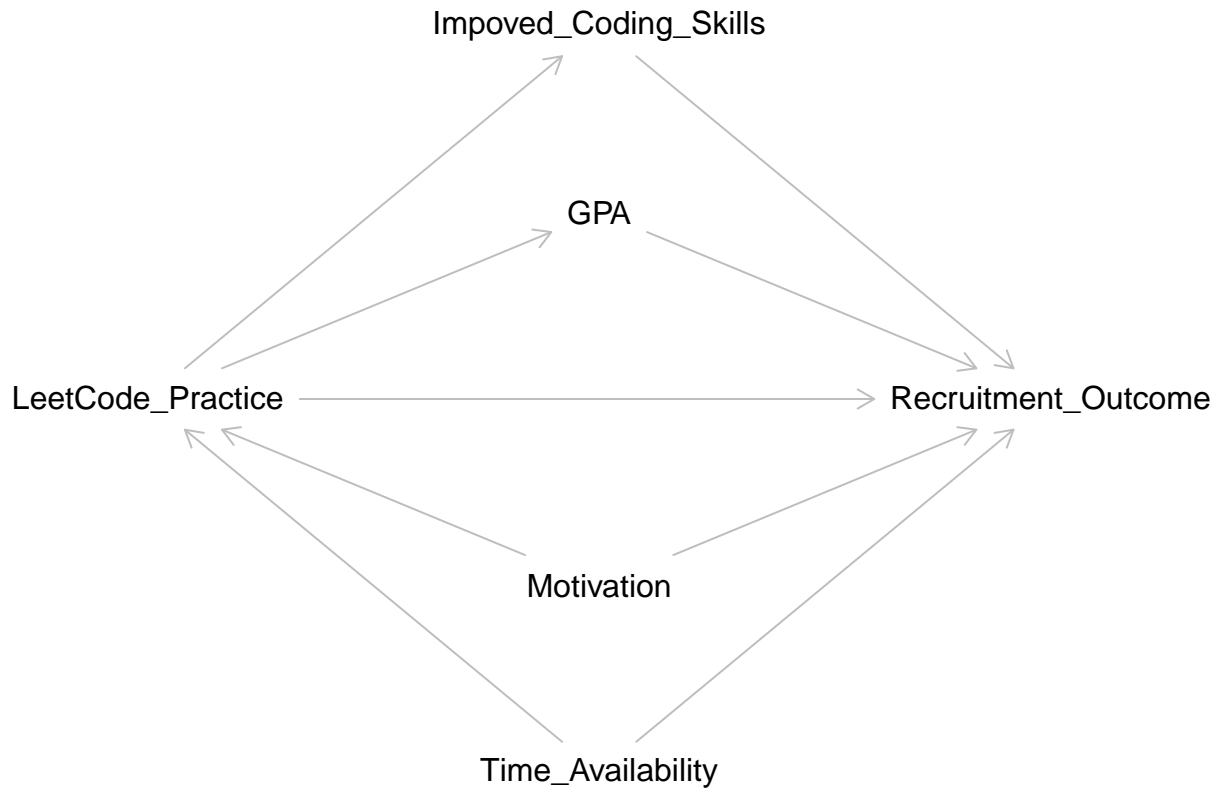 Impoved_Coding_Skills
GPA
LeetCode_Practice
Recruitment_Outcome
Motivation
Time_Availability